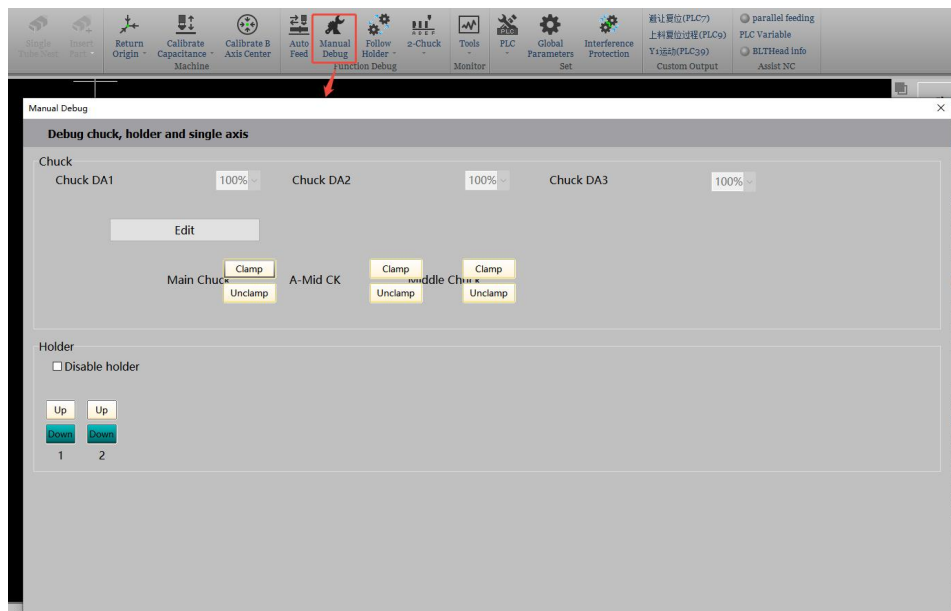 Single Tube Nest
Insert Part
Return Origin
Calibrate Capacitance
Calibrate B Axis Center
Auto Feed
Manual Debug
Follow Holder
2-Chuck
Tools
PLC
Global Parameters
Interference Protection
避让复位(PLC7)
上料复位过程(PLC9)
Y1运动(PLC39)
parallel feeding
PLC Variable
BLTHead info
Machine
Function Debug
Monitor
Set
Custom Output
Assist NC
Manual Debug
Debug chuck, holder and single axis
Chuck
Chuck DA1 100% Chuck DA2 100% Chuck DA3 100%
Edit
Main Chuck Clamp Unclamp
A-Mid CK Clamp Unclamp
Middle Chuck Clamp Unclamp
Holder
Disable holder
Up Up
Down Down
1 2